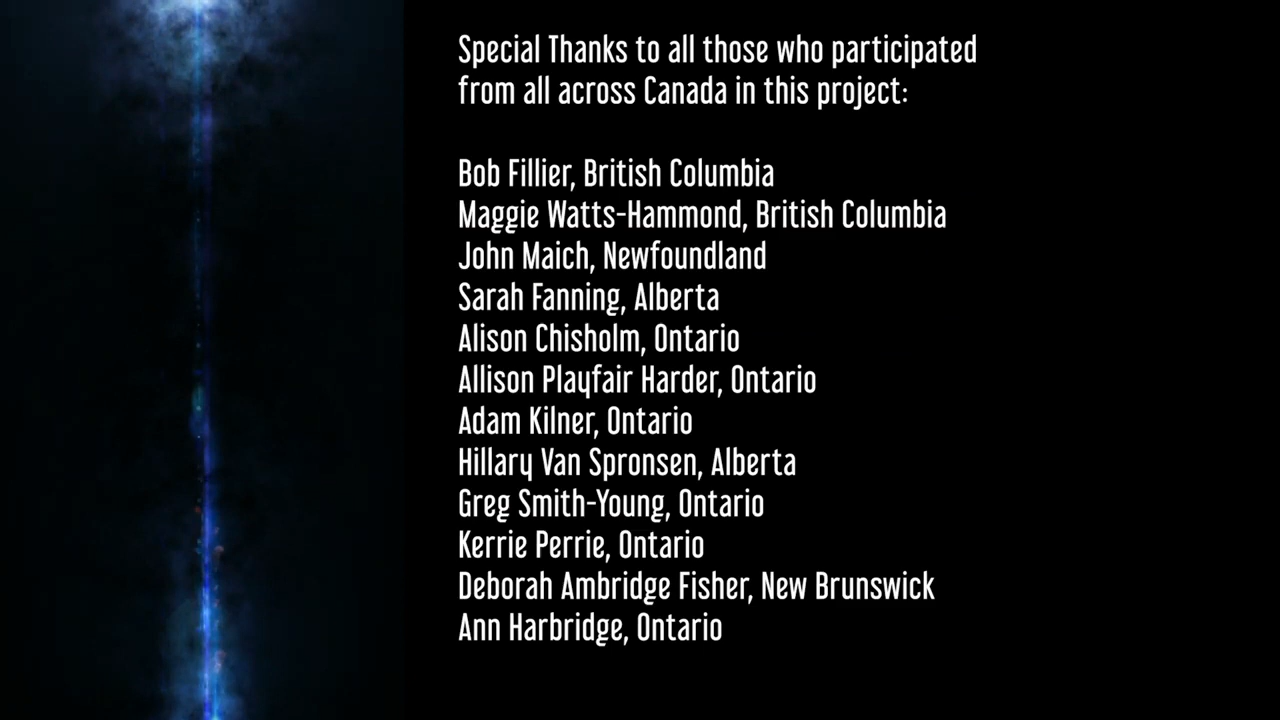 Special Thanks to all those who participated
from all across Canada in this project:
Bob Fillier, British Columbia
Maggie Watts-Hammond, British Columbia
John Maich, Newfoundland
Sarah Fanning, Alberta
Alison Chisholm, Ontario
Allison Playfair Harder, Ontario
Adam Kilner, Ontario
Hillary Van Spronsen, Alberta
Greg Smith-Young, Ontario
Kerrie Perrie, Ontario
Deborah Ambridge Fisher, New Brunswick
Ann Harbridge, Ontario